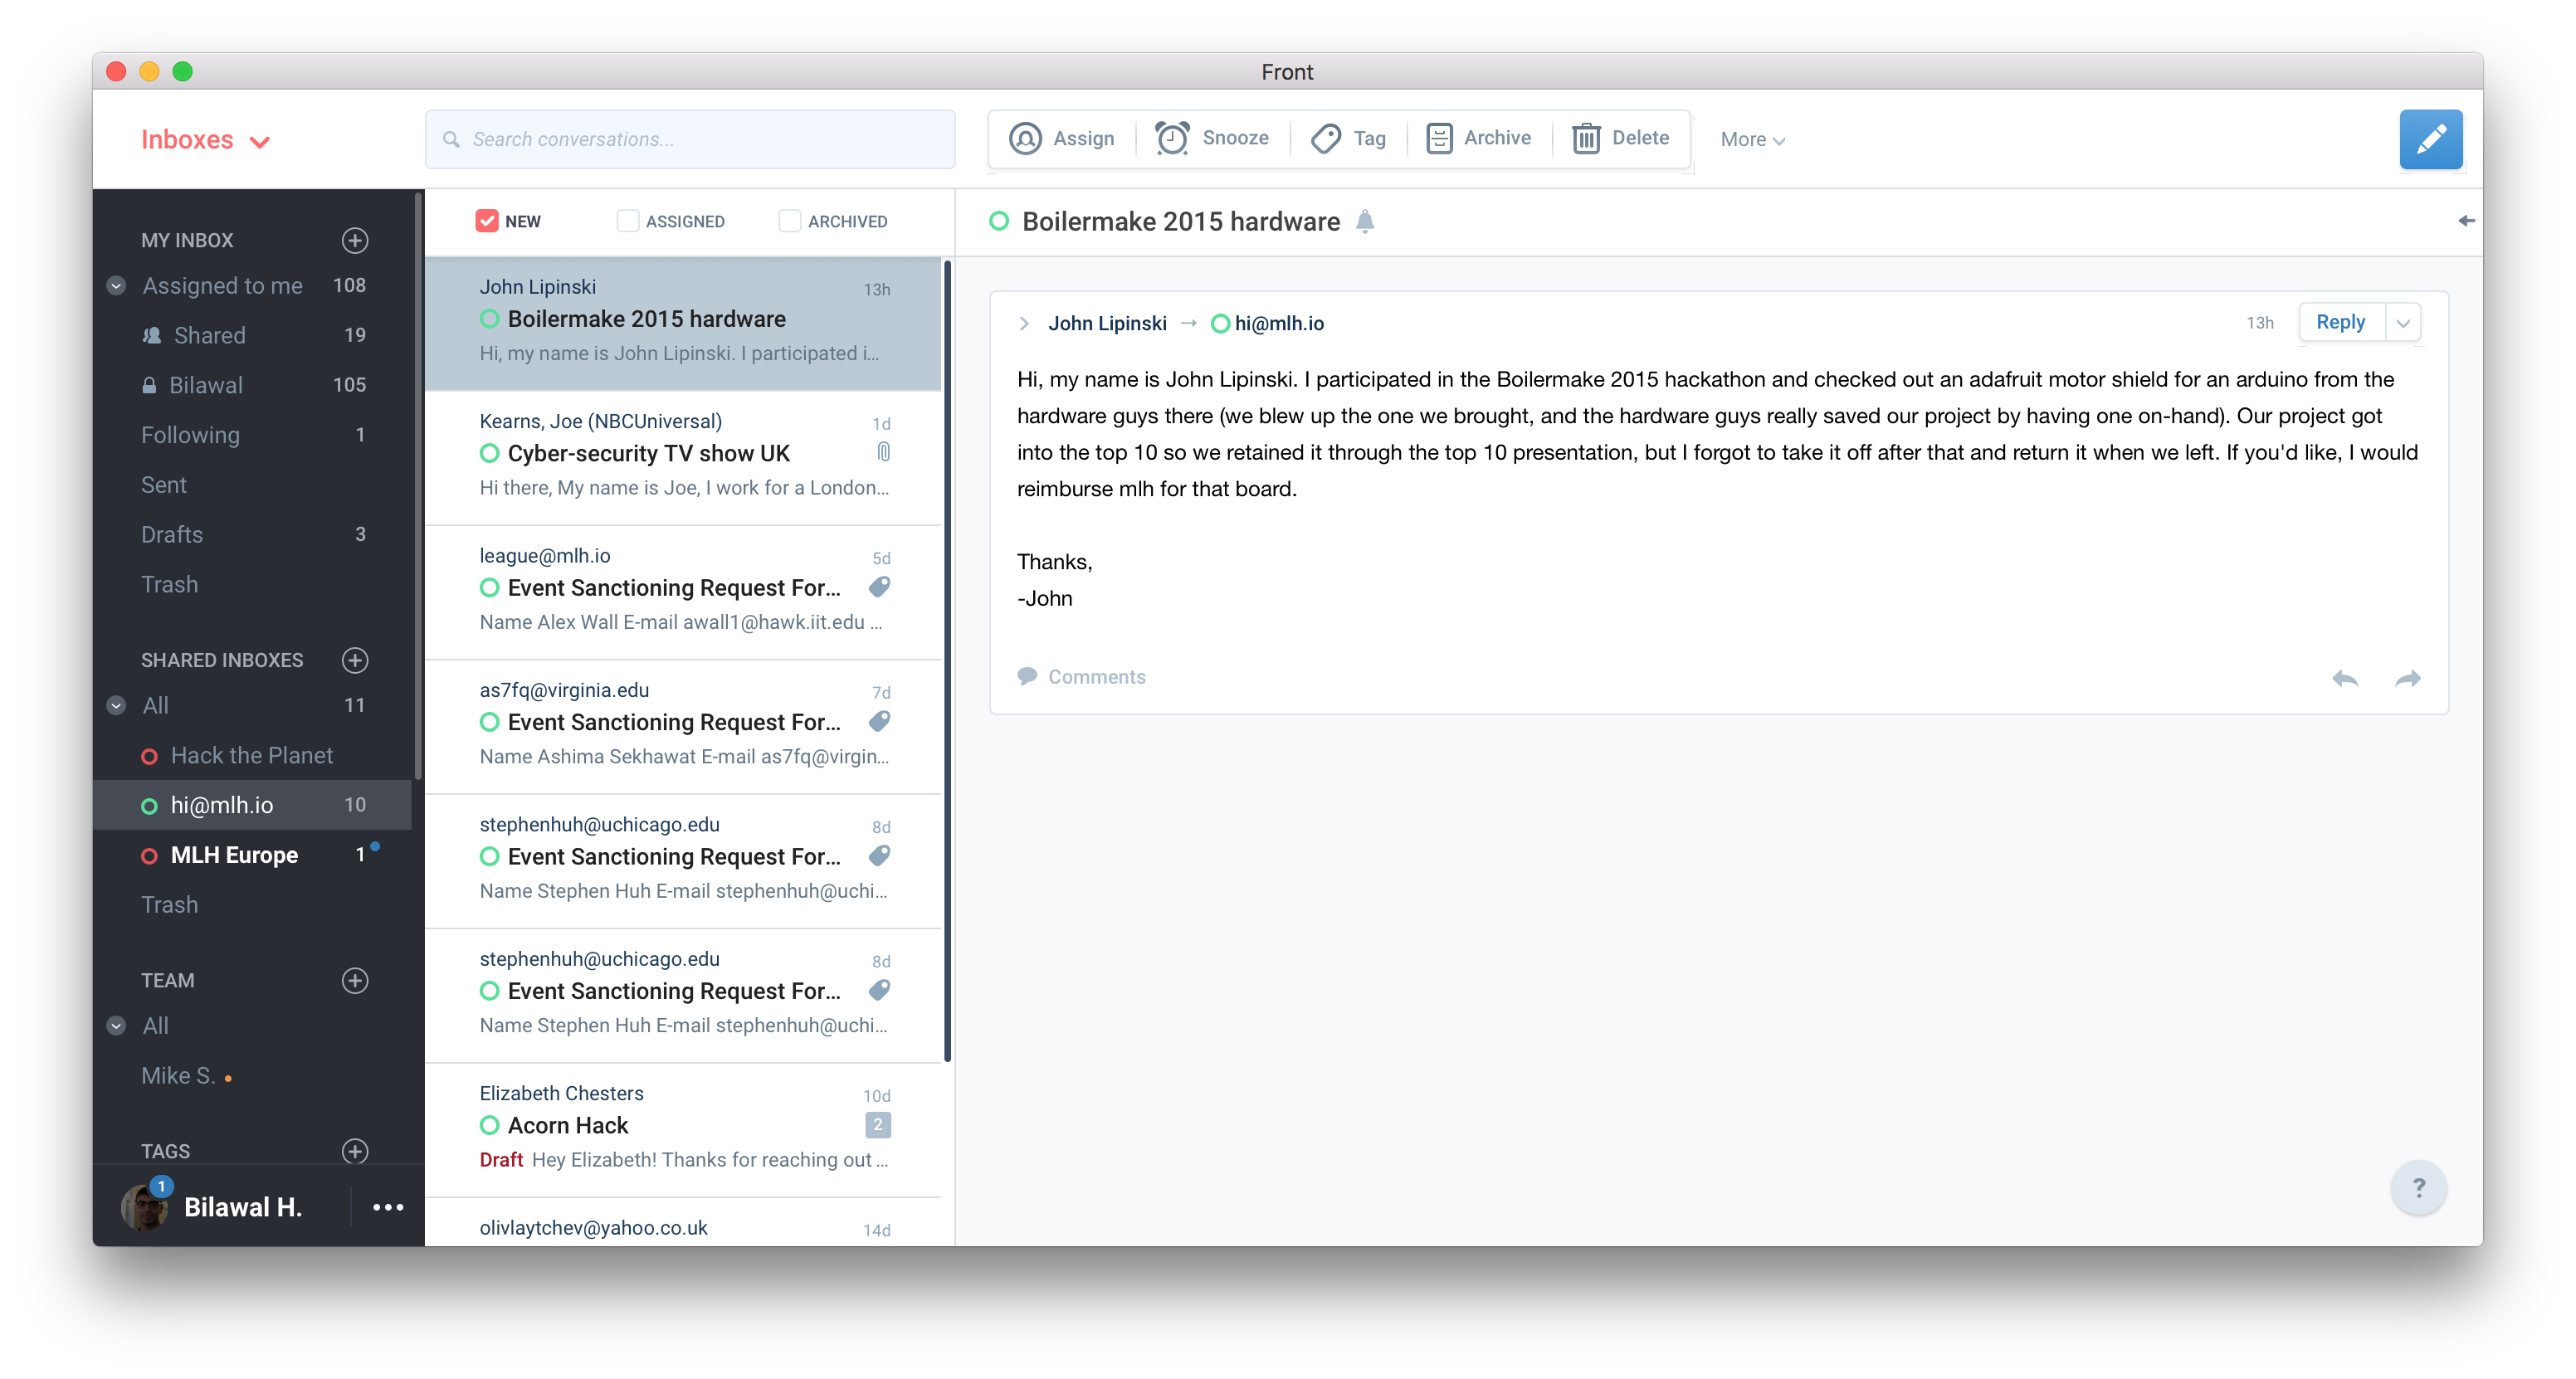 Front
Inboxes
Search conversations...
Assign
Snooze
Tag
Archive
Delete
More
MY INBOX
Assigned to me 108
Shared 19
Bilawal 105
Following 1
Sent
Drafts 3
Trash
SHARED INBOXES
All 11
Hack the Planet
hi@mlh.io 10
MLH Europe 1
Trash
TEAM
All
Mike S.
TAGS
1
Bilawal H.
NEW ASSIGNED ARCHIVED
John Lipinski 13h
Boilermake 2015 hardware
Hi, my name is John Lipinski. I participated i...
Kearns, Joe (NBCUniversal) 1d
Cyber-security TV show UK
Hi there, My name is Joe, I work for a London...
league@mlh.io 5d
Event Sanctioning Request For...
Name Alex Wall E-mail awall1@hawk.iit.edu ...
as7fq@virginia.edu 7d
Event Sanctioning Request For...
Name Ashima Sekhawat E-mail as7fq@virgin...
stephenhuh@uchicago.edu 8d
Event Sanctioning Request For...
Name Stephen Huh E-mail stephenhuh@uchi...
stephenhuh@uchicago.edu 8d
Event Sanctioning Request For...
Name Stephen Huh E-mail stephenhuh@uchi...
Elizabeth Chesters 10d
Acorn Hack 2
Draft Hey Elizabeth! Thanks for reaching out ...
olivlaytchev@yahoo.co.uk 14d
Boilermake 2015 hardware
John Lipinski → hi@mlh.io 13h Reply
Hi, my name is John Lipinski. I participated in the Boilermake 2015 hackathon and checked out an adafruit motor shield for an arduino from the
hardware guys there (we blew up the one we brought, and the hardware guys really saved our project by having one on-hand). Our project got
into the top 10 so we retained it through the top 10 presentation, but I forgot to take it off after that and return it when we left. If you'd like, I would
reimburse mlh for that board.
Thanks,
-John
Comments
?